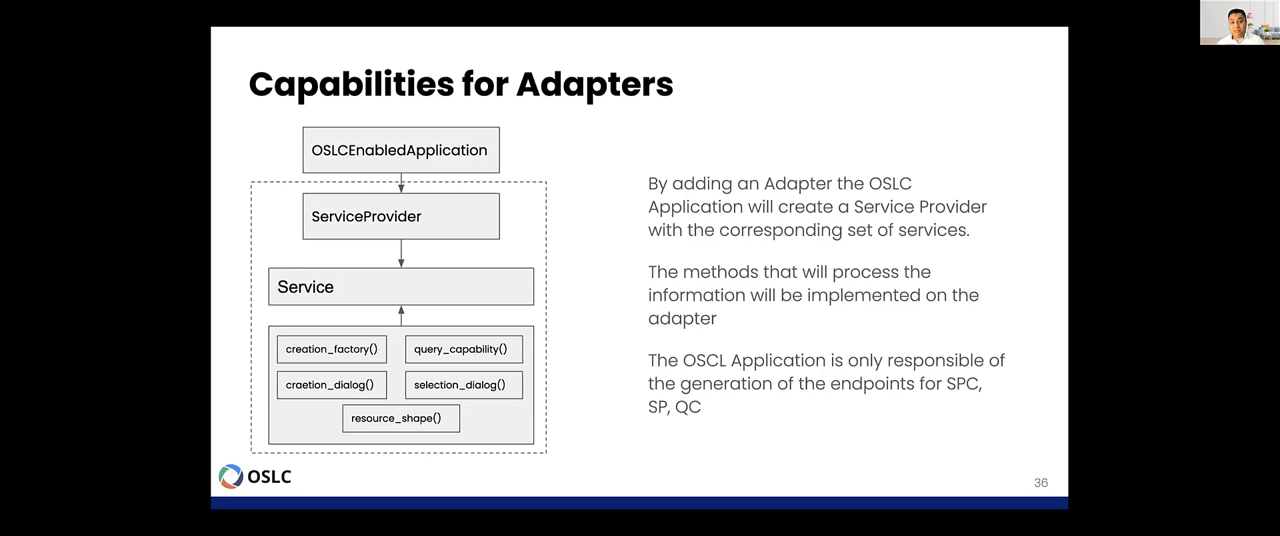 Capabilities for Adapters
OSLCEnabledApplication
ServiceProvider
Service
creation_factory()
query_capability()
craetion_dialog()
selection_dialog()
resource_shape()
By adding an Adapter the OSLC
Application will create a Service Provider
with the corresponding set of services.
The methods that will process the
information will be implemented on the
adapter
The OSCL Application is only responsible of
the generation of the endpoints for SPC,
SP, QC
OSLC
36